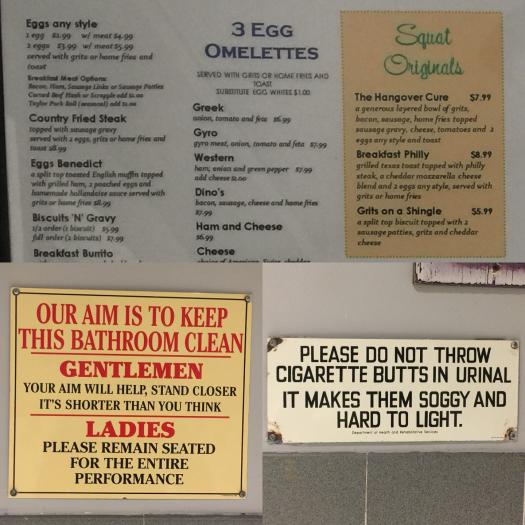 Eggs any style
1 egg $2.99 w/ meat $4.99
2 eggs $3.99 w/ meat $5.99
served with grits or home fries and
toast
Breakfast Meat Options:
Bacon, Ham, Sausage Links or Sausage Patties
Corned Beef Hash or Scrapple add $1.00
Taylor Pork Roll (seasonal) add $1.00
Country Fried Steak
topped with sausage gravy
served with 2 eggs, grits or home fries and
toast $8.99
Eggs Benedict
a split top toasted English muffin topped
with grilled ham, 2 poached eggs and
homemade hollandaise sauce served with
grits or home fries $8.99
Biscuits 'N' Gravy
1/2 order (1 biscuit) $5.99
full order (2 biscuits) $7.99
Breakfast Burrito
3 Egg
Omelettes
SERVED WITH GRITS OR HOME FRIES AND
TOAST
SUBSTITUTE EGG WHITES $1.00
Greek
onion, tomato and feta $6.99
Gyro
gyro meat, onion, tomato and feta $7.99
Western
ham, onion and green pepper $7.99
add cheese $1.00
Dino's
bacon, sausage, cheese and home fries
$7.99
Ham and Cheese
$6.99
Cheese
choice of American, Swiss, cheddar
Squat
Originals
The Hangover Cure $7.99
a generous layered bowl of grits,
bacon, sausage, home fries topped
sausage gravy, cheese, tomatoes and 2
eggs any style and toast
Breakfast Philly $8.99
grilled texas toast topped with philly
steak, a cheddar mozzarella cheese
blend and 2 eggs any style, served with
grits or home fries
Grits on a Shingle $5.99
a split top biscuit topped with 2
sausage patties, grits and cheddar
cheese
OUR AIM IS TO KEEP
THIS BATHROOM CLEAN
GENTLEMEN
YOUR AIM WILL HELP, STAND CLOSER
IT'S SHORTER THAN YOU THINK
LADIES
PLEASE REMAIN SEATED
FOR THE ENTIRE
PERFORMANCE
PLEASE DO NOT THROW
CIGARETTE BUTTS IN URINAL
IT MAKES THEM SOGGY AND
HARD TO LIGHT.
Department of Health and Rehabilitative Services